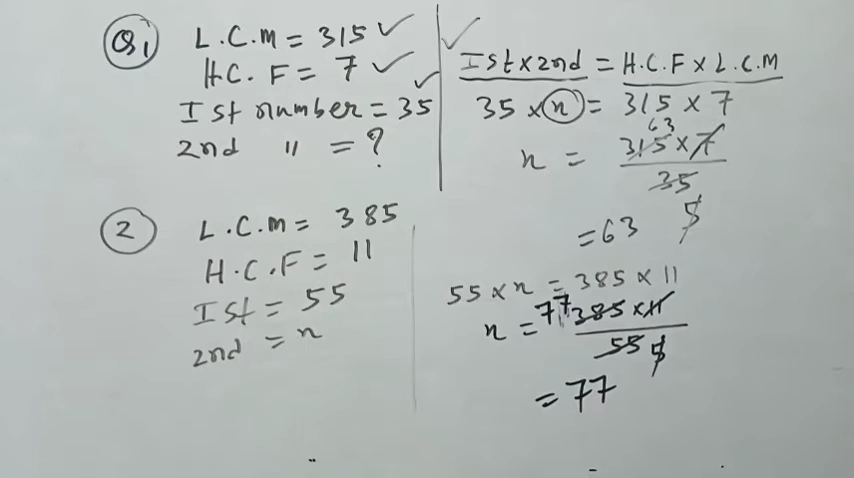 Q1 L.C.M = 315 ✓
H.C.F = 7 ✓
Ist number = 35 ✓
2nd " = ?
✓ Ist x 2nd = H.C.F x L.C.M
35 x n = 315 x 7
63
n = 315 x 7
35
5
= 63
2 L.C.M = 385
H.C.F = 11
Ist = 55
2nd = n
55 x n = 385 x 11
77
n = 385 x 11
55 5
= 77